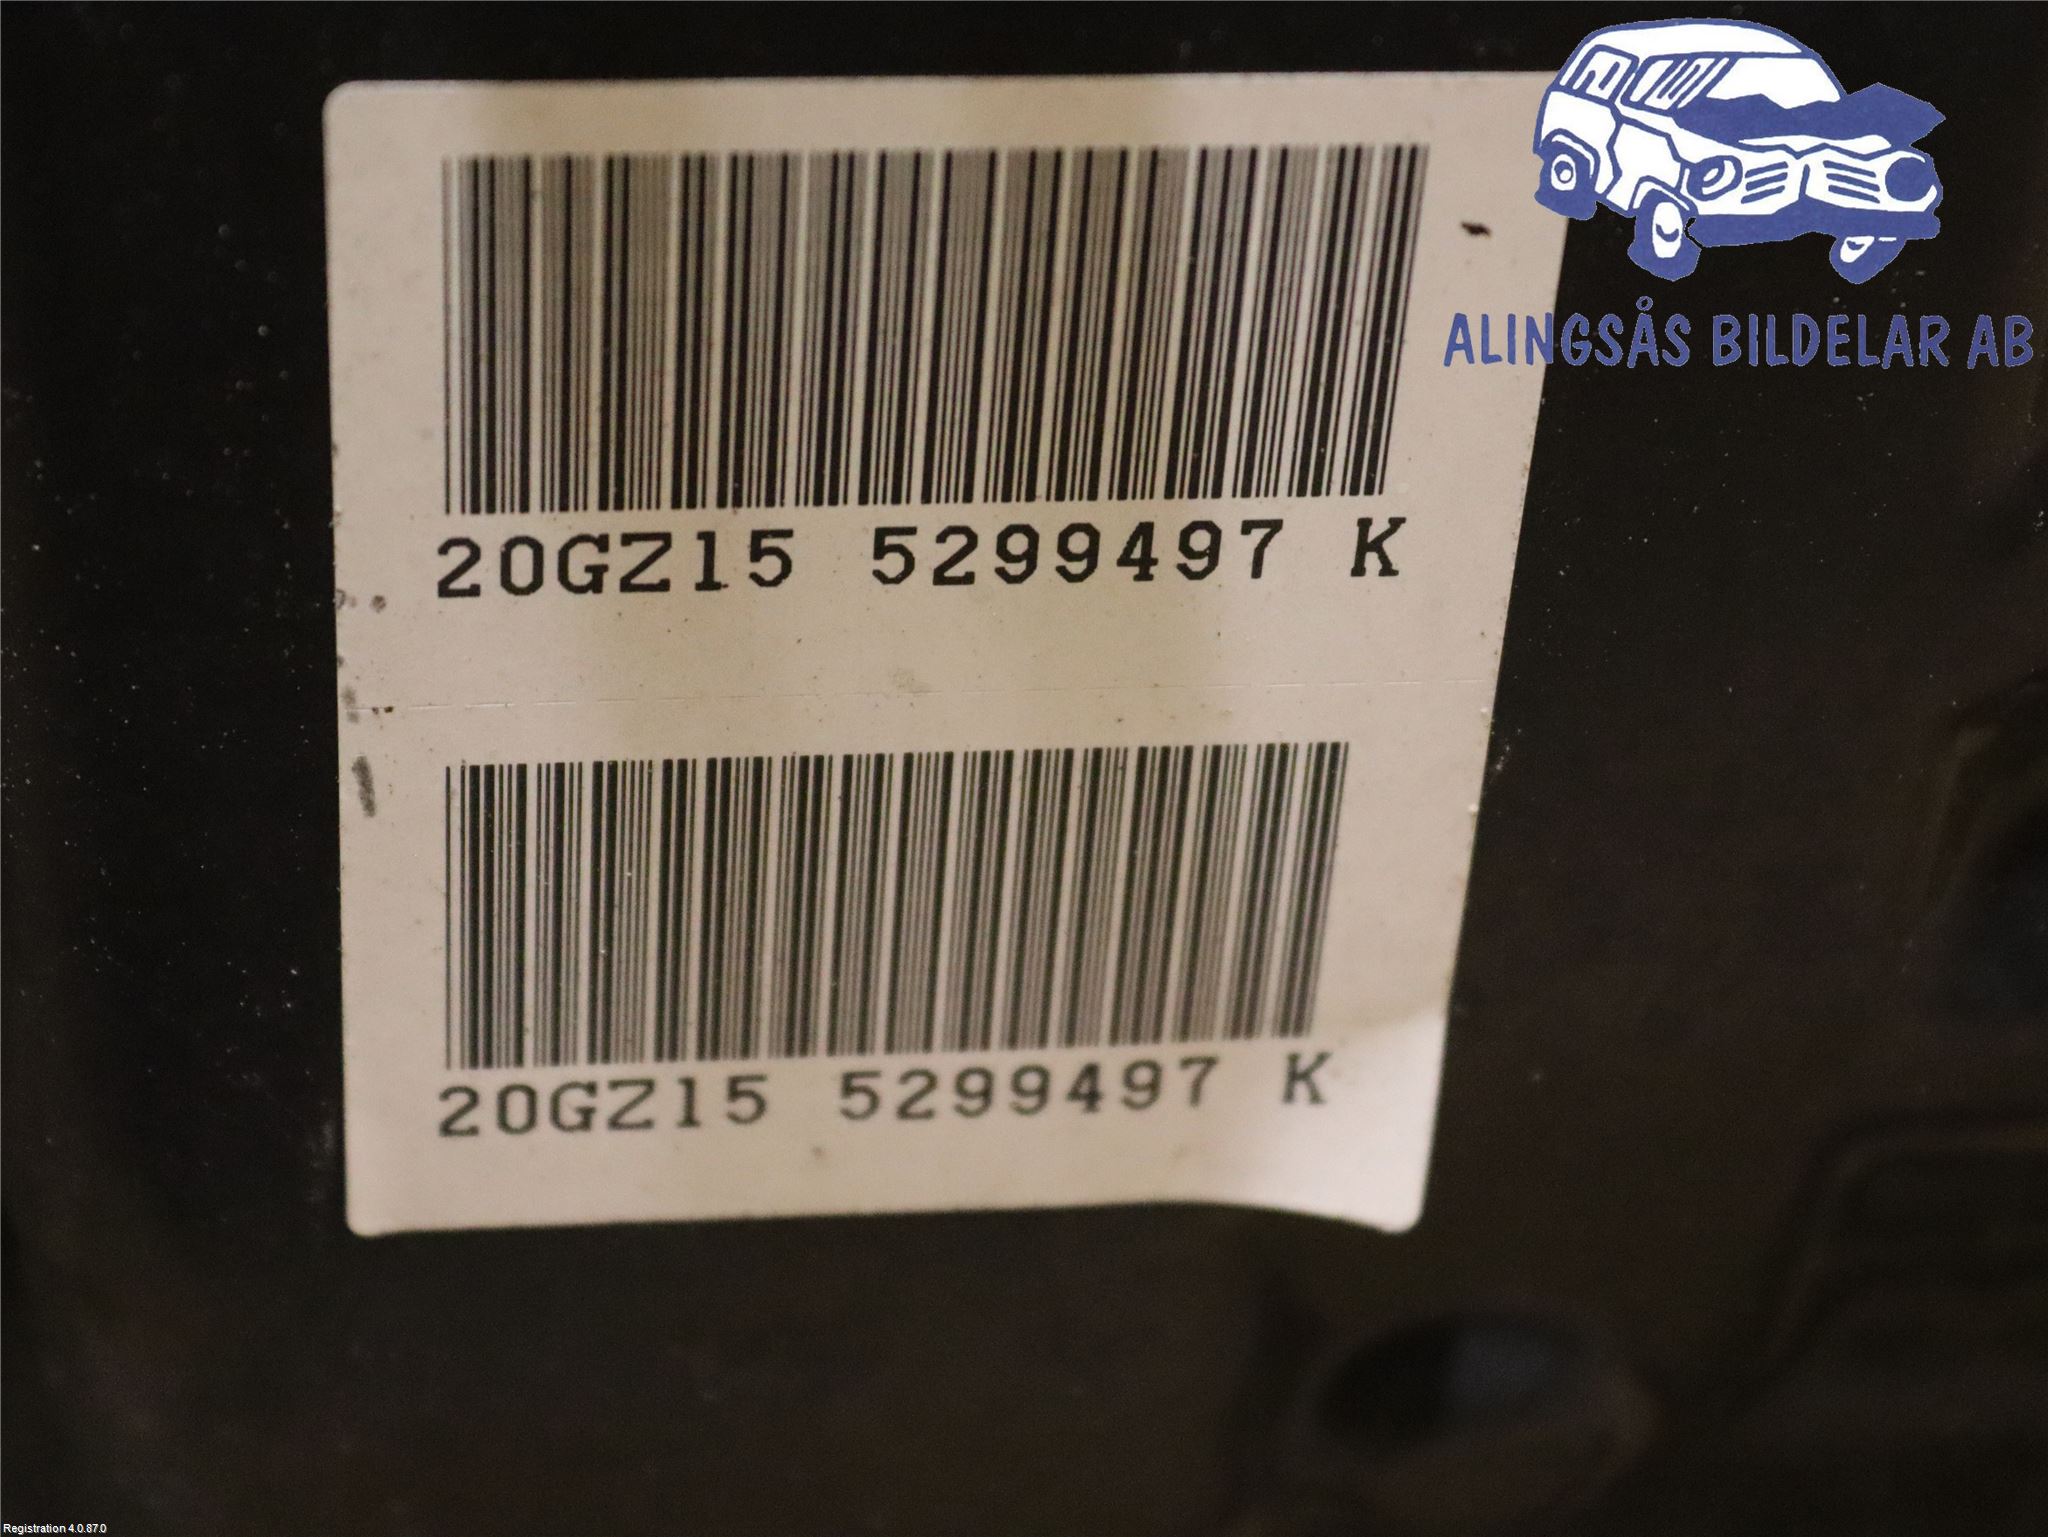 ALINGSÅS BILDELAR AB
20GZ15 5299497 K
20GZ15 5299497 K
Registration 4.0.87.0